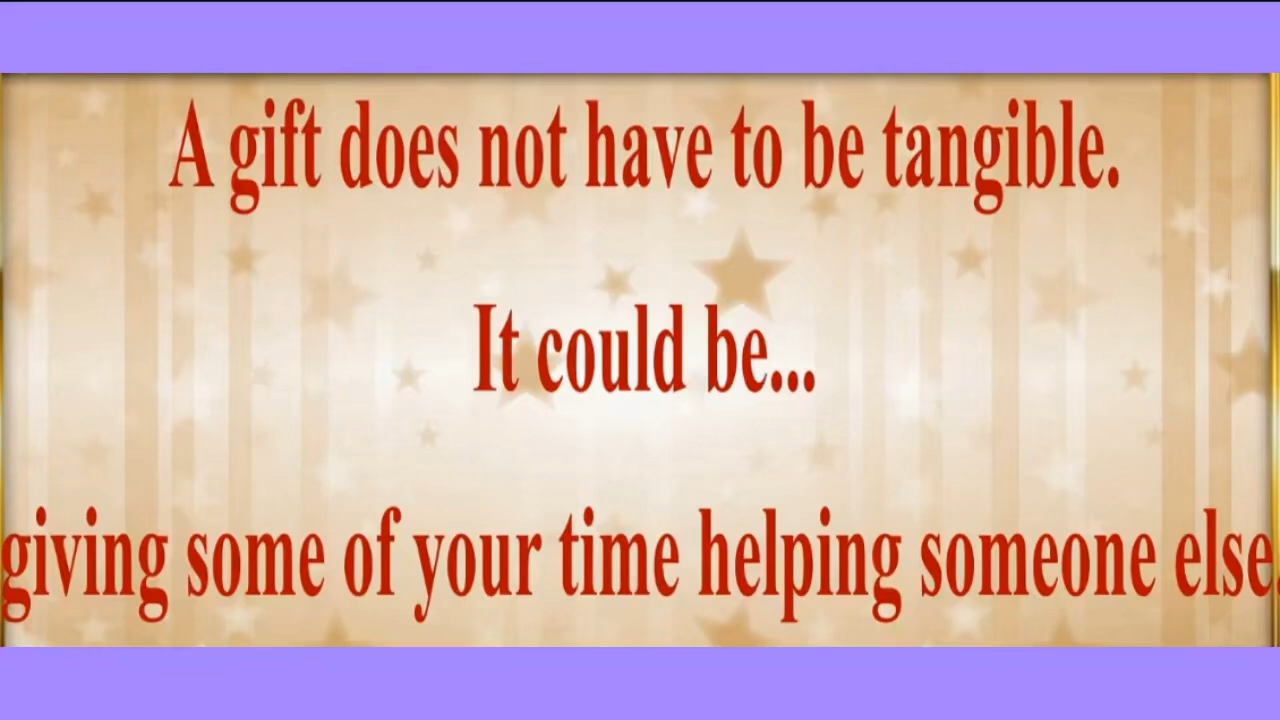 A gift does not have to be tangible.
It could be...
giving some of your time helping someone else.